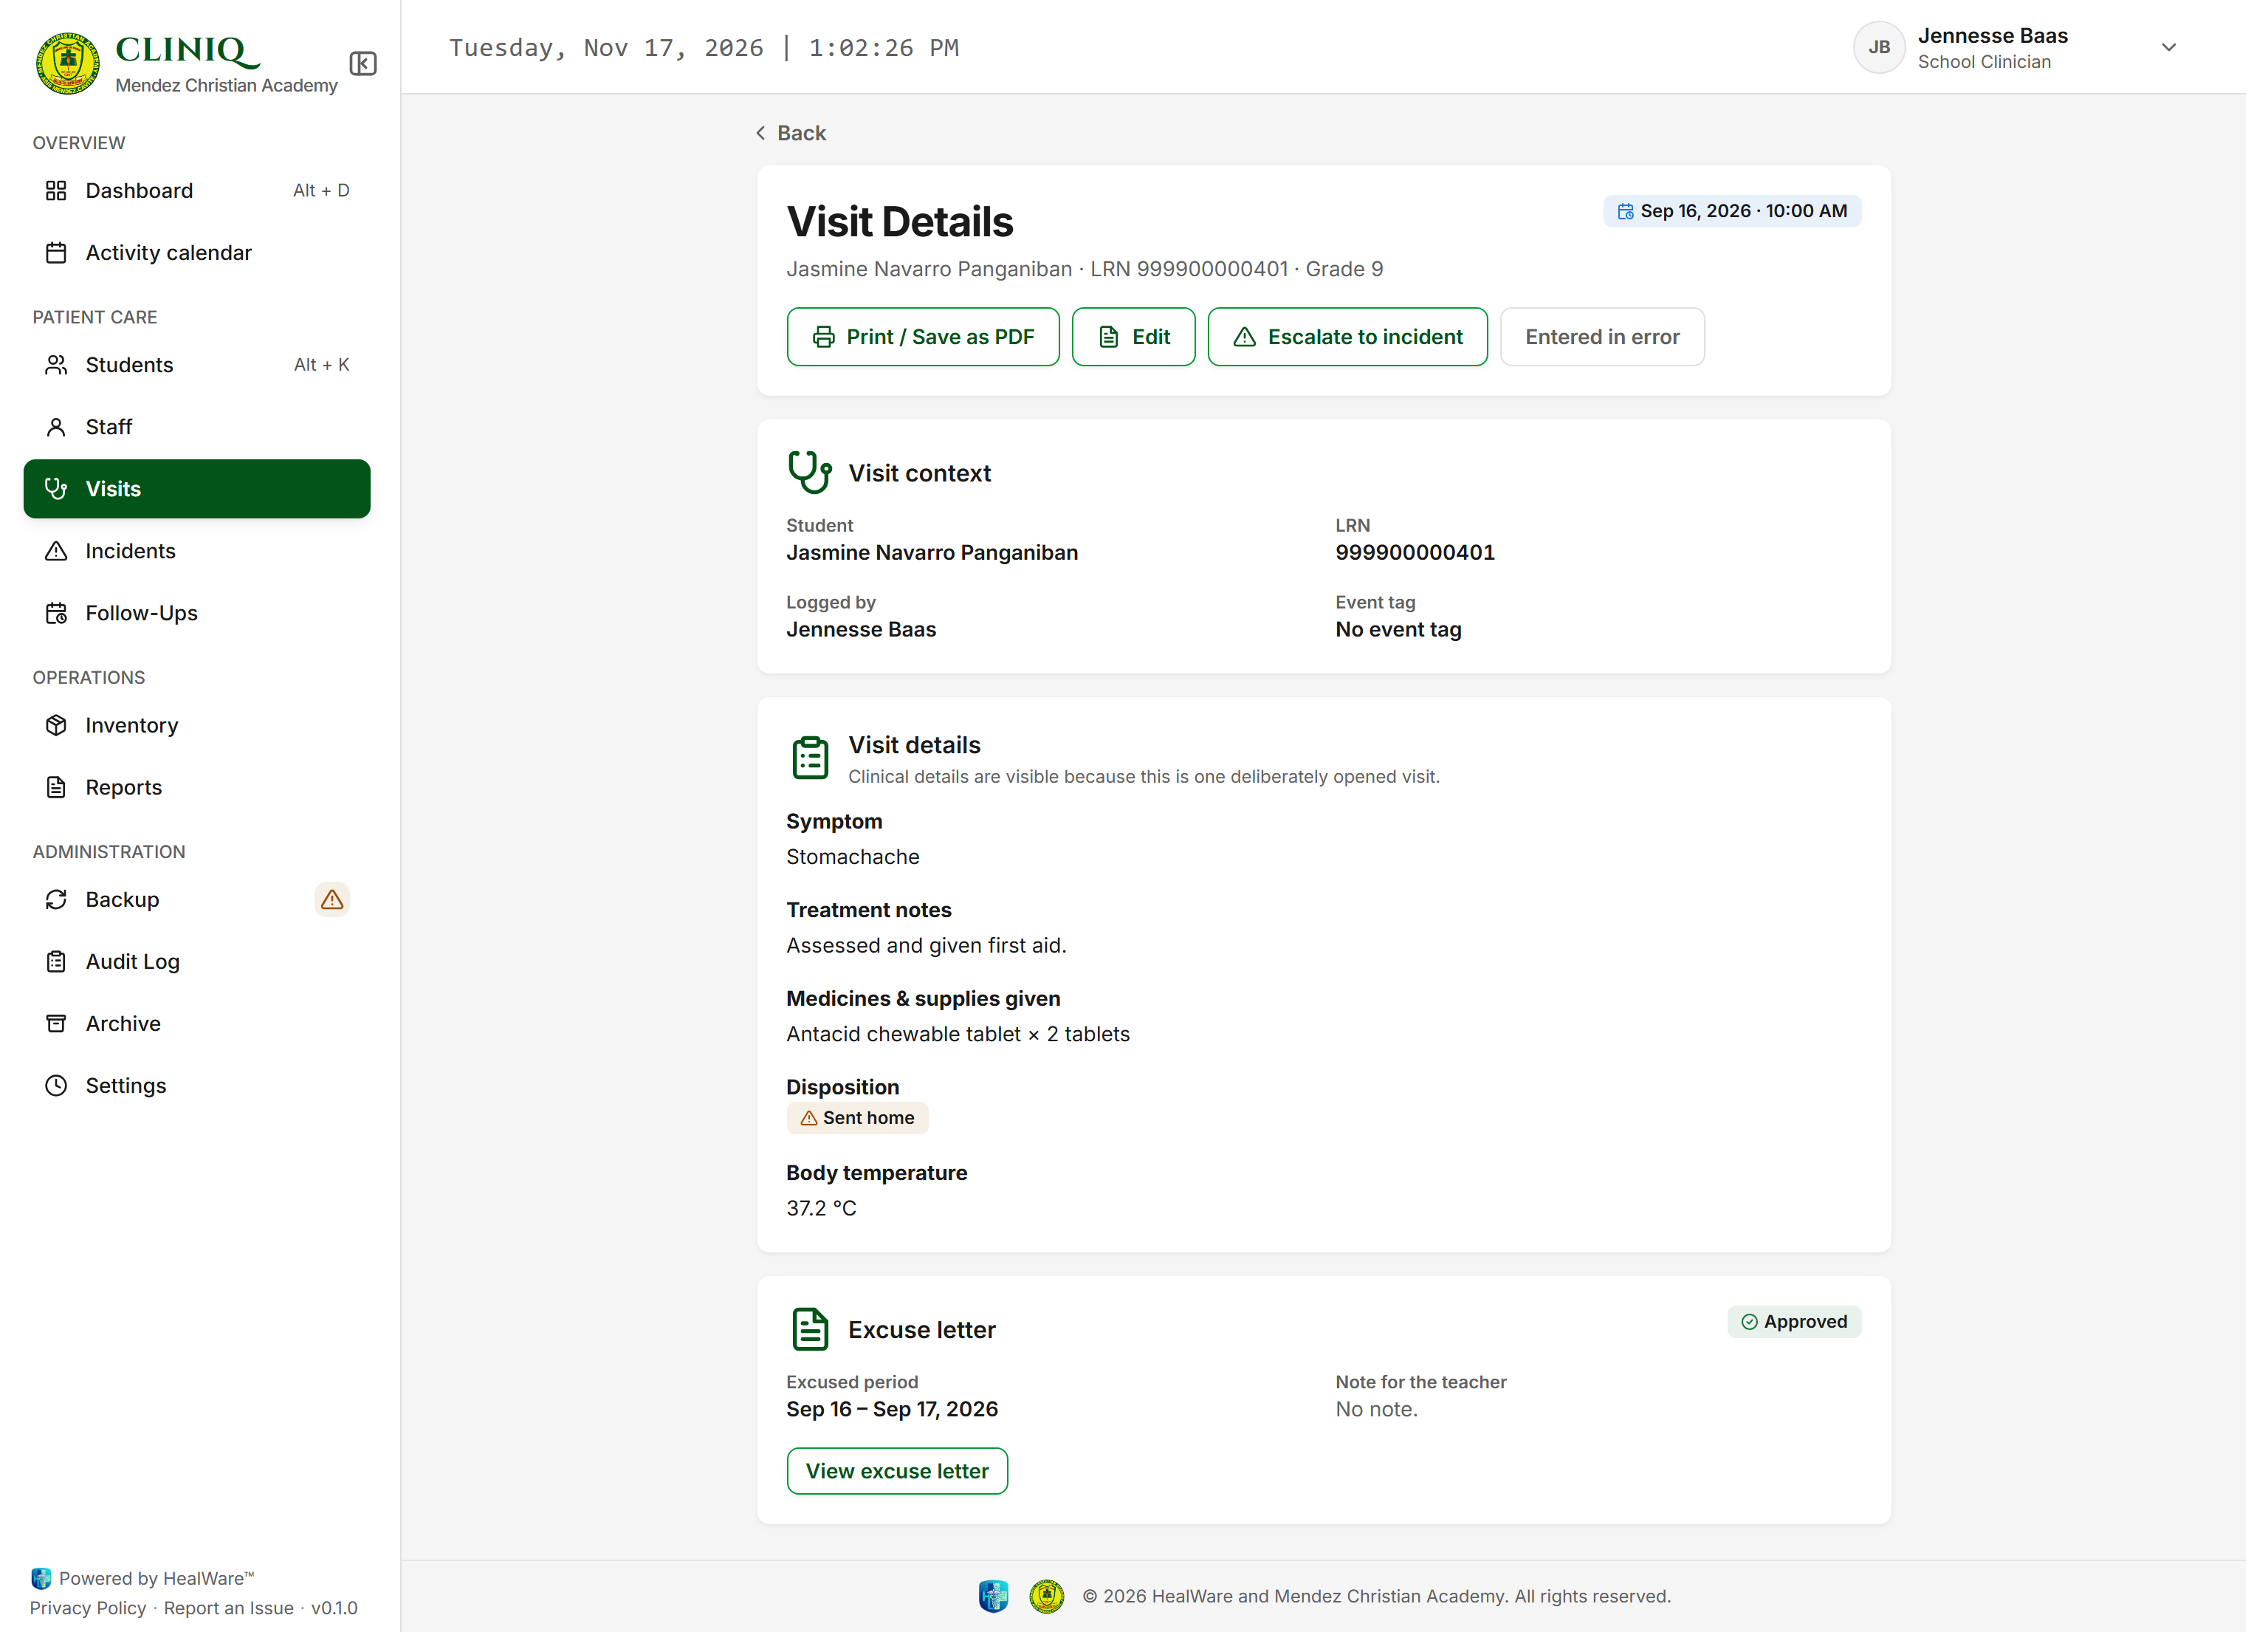 CLINIQ
Mendez Christian Academy
Tuesday, Nov 17, 2026 | 1:02:26 PM
JB
Jennesse Baas
School Clinician
OVERVIEW
Dashboard Alt + D
Activity calendar
PATIENT CARE
Students Alt + K
Staff
Visits
Incidents
Follow-Ups
OPERATIONS
Inventory
Reports
ADMINISTRATION
Backup
Audit Log
Archive
Settings
Powered by HealWare™
Privacy Policy · Report an Issue · v0.1.0
Back
Visit Details
Sep 16, 2026 · 10:00 AM
Jasmine Navarro Panganiban · LRN 999900000401 · Grade 9
Print / Save as PDF
Edit
Escalate to incident
Entered in error
Visit context
Student
Jasmine Navarro Panganiban
LRN
999900000401
Logged by
Jennesse Baas
Event tag
No event tag
Visit details
Clinical details are visible because this is one deliberately opened visit.
Symptom
Stomachache
Treatment notes
Assessed and given first aid.
Medicines & supplies given
Antacid chewable tablet × 2 tablets
Disposition
Sent home
Body temperature
37.2 °C
Excuse letter
Approved
Excused period
Sep 16 – Sep 17, 2026
Note for the teacher
No note.
View excuse letter
© 2026 HealWare and Mendez Christian Academy. All rights reserved.